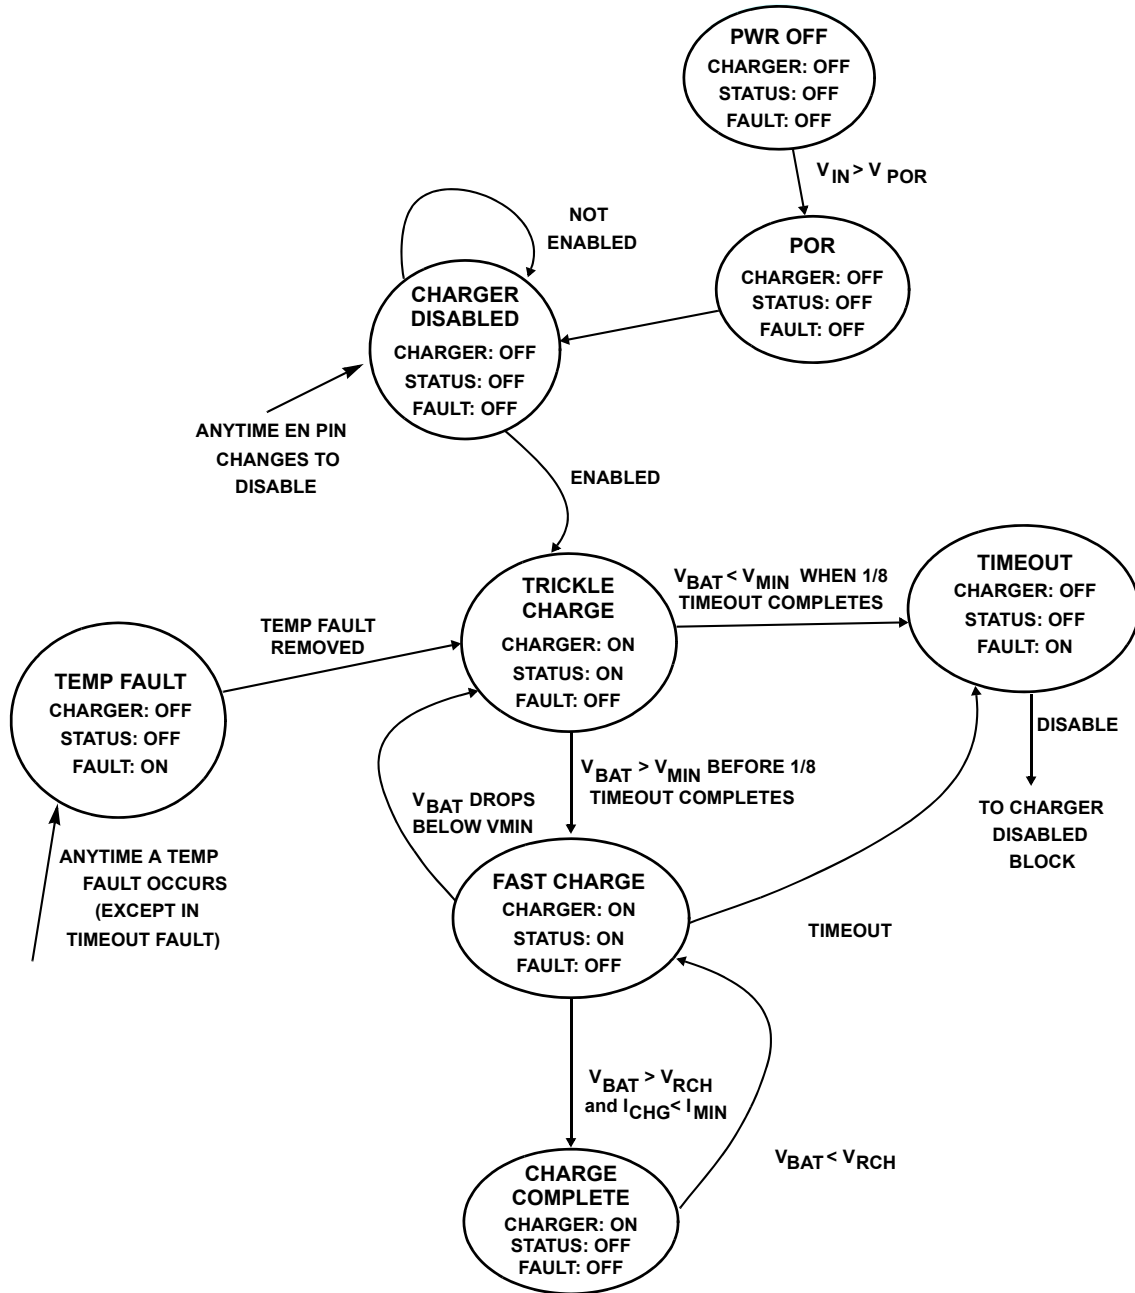 PWR OFF
CHARGER: OFF
STATUS: OFF
FAULT: OFF
V IN > V POR
POR
CHARGER: OFF
STATUS: OFF
FAULT: OFF
NOT
ENABLED
CHARGER
DISABLED
CHARGER: OFF
STATUS: OFF
FAULT: OFF
ANYTIME EN PIN
CHANGES TO
DISABLE
ENABLED
TRICKLE
CHARGE
CHARGER: ON
STATUS: ON
FAULT: OFF
VBAT < VMIN WHEN 1/8
TIMEOUT COMPLETES
TIMEOUT
CHARGER: OFF
STATUS: OFF
FAULT: ON
TEMP FAULT
REMOVED
TEMP FAULT
CHARGER: OFF
STATUS: OFF
FAULT: ON
DISABLE
TO CHARGER
DISABLED
BLOCK
VBAT > VMIN BEFORE 1/8
TIMEOUT COMPLETES
VBAT DROPS
BELOW VMIN
ANYTIME A TEMP
FAULT OCCURS
(EXCEPT IN
TIMEOUT FAULT)
FAST CHARGE
CHARGER: ON
STATUS: ON
FAULT: OFF
TIMEOUT
VBAT > VRCH
and ICHG < IMIN
VBAT < VRCH
CHARGE
COMPLETE
CHARGER: ON
STATUS: OFF
FAULT: OFF